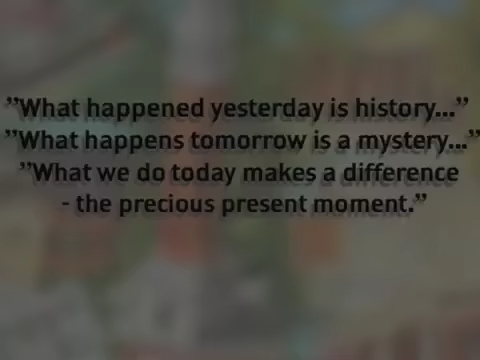 ”What happened yesterday is history...”
”What happens tomorrow is a mystery...”
”What we do today makes a difference
- the precious present moment.”